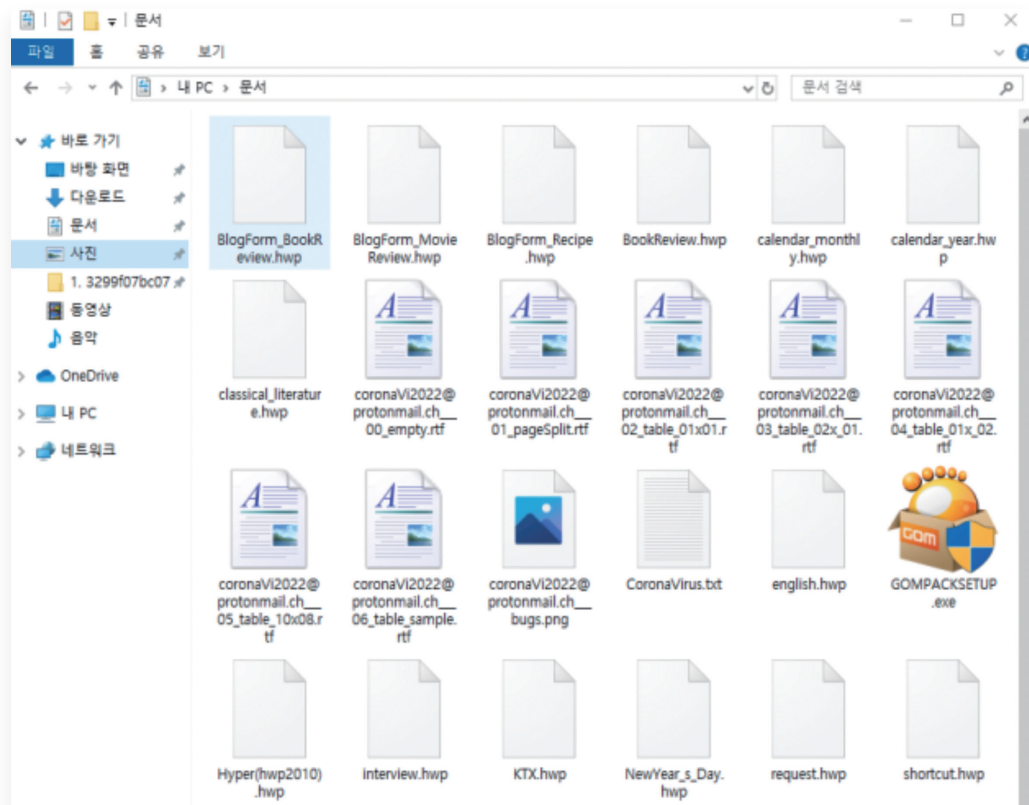 문서
파일 홈 공유 보기
내 PC > 문서
문서 검색
바로 가기
바탕 화면
다운로드
문서
사진
1. 3299f07bc07
동영상
음악
OneDrive
내 PC
네트워크
BlogForm_BookR
eview.hwp
BlogForm_Movie
Review.hwp
BlogForm_Recipe
.hwp
BookReview.hwp
calendar_monthl
y.hwp
calendar_year.hw
p
classical_literatur
e.hwp
coronaVi2022@
protonmail.ch__
00_empty.rtf
coronaVi2022@
protonmail.ch__
01_pageSplit.rtf
coronaVi2022@
protonmail.ch__
02_table_01x01.r
tf
coronaVi2022@
protonmail.ch__
03_table_02x_01.
rtf
coronaVi2022@
protonmail.ch__
04_table_01x_02.
rtf
coronaVi2022@
protonmail.ch__
05_table_10x08.r
tf
coronaVi2022@
protonmail.ch__
06_table_sample.
rtf
coronaVi2022@
protonmail.ch__
bugs.png
CoronaVirus.txt
english.hwp
GOM
GOMPACKSETUP
.exe
Hyper(hwp2010)
.hwp
interview.hwp
KTX.hwp
NewYear_s_Day.
hwp
request.hwp
shortcut.hwp